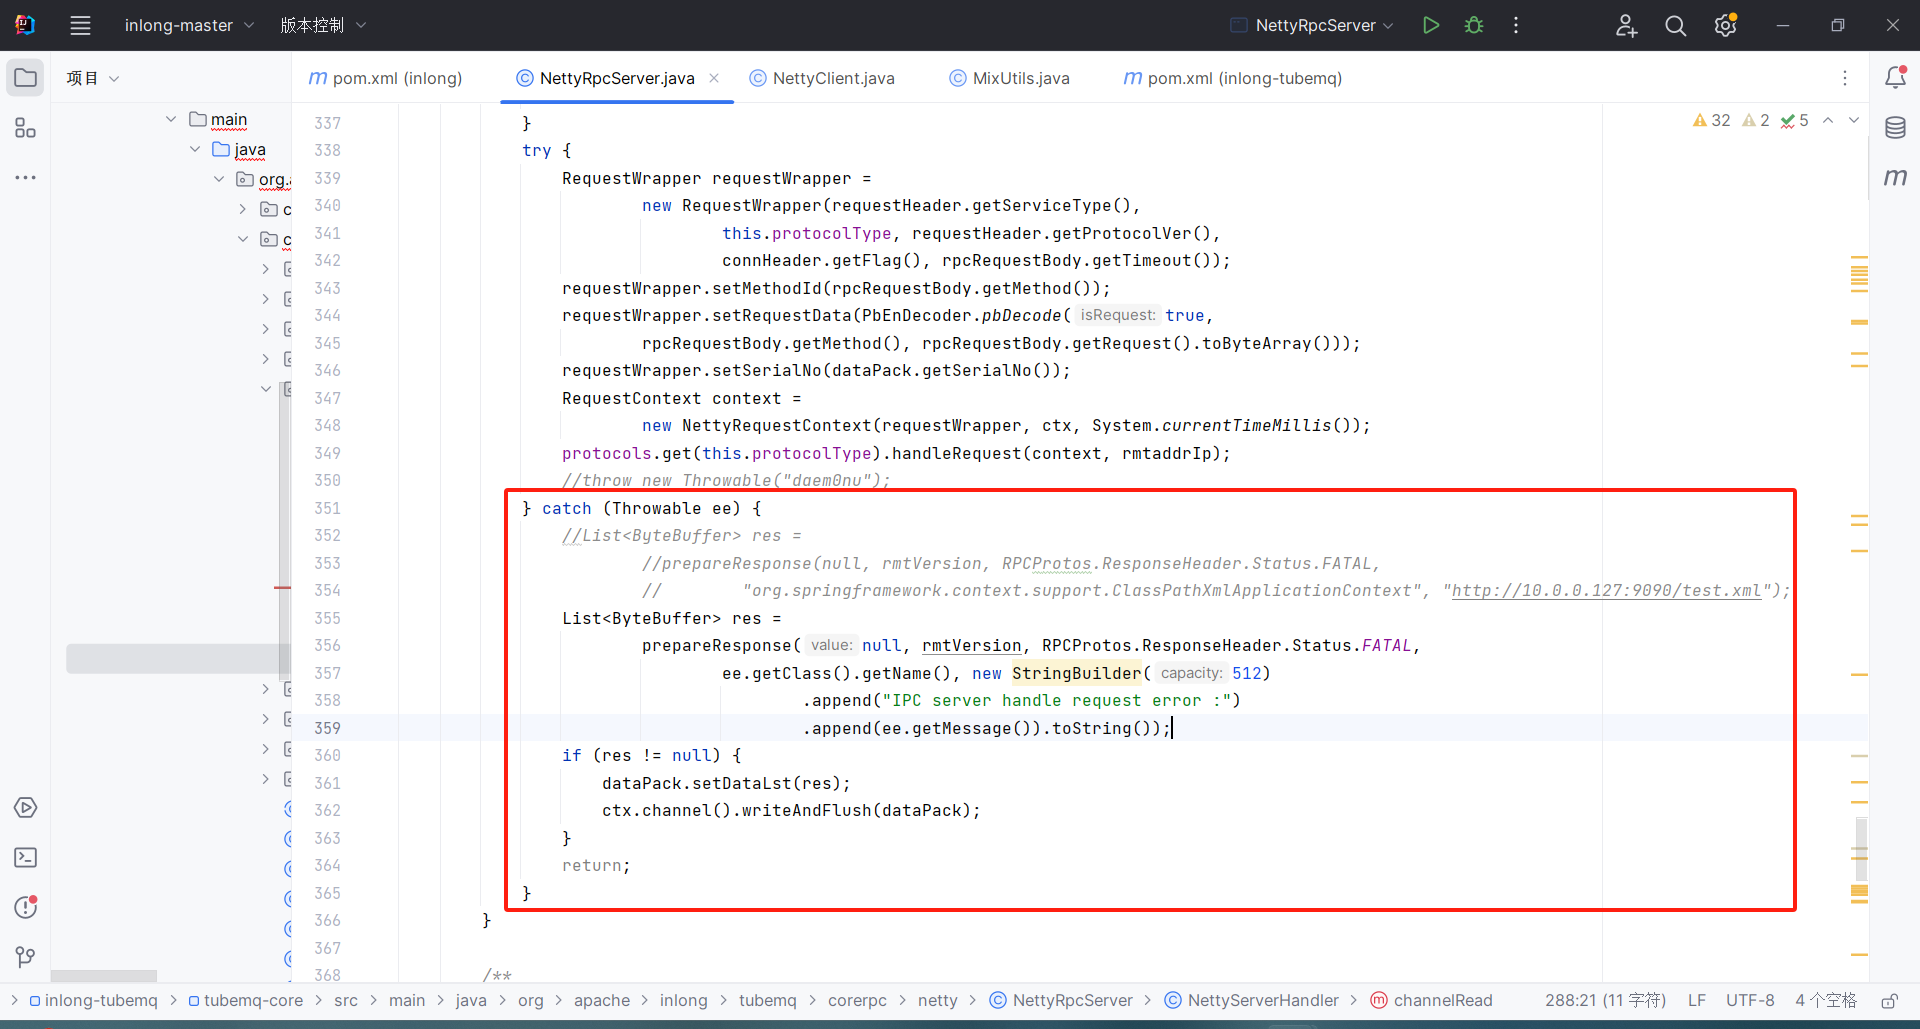 inlong-master 版本控制 NettyRpcServer
项目 pom.xml (inlong) NettyRpcServer.java NettyClient.java MixUtils.java pom.xml (inlong-tubemq)
main
java
org.
32 2 5
337 }
338 try {
339 RequestWrapper requestWrapper =
340 new RequestWrapper(requestHeader.getServiceType(),
341 this.protocolType, requestHeader.getProtocolVer(),
342 connHeader.getFlag(), rpcRequestBody.getTimeout());
343 requestWrapper.setMethodId(rpcRequestBody.getMethod());
344 requestWrapper.setRequestData(PbEnDecoder.pbDecode( isRequest: true,
345 rpcRequestBody.getMethod(), rpcRequestBody.getRequest().toByteArray()));
346 requestWrapper.setSerialNo(dataPack.getSerialNo());
347 RequestContext context =
348 new NettyRequestContext(requestWrapper, ctx, System.currentTimeMillis());
349 protocols.get(this.protocolType).handleRequest(context, rmtaddrIp);
350 //throw new Throwable("daem0nu");
351 } catch (Throwable ee) {
352 //List<ByteBuffer> res =
353 //prepareResponse(null, rmtVersion, RPCProtos.ResponseHeader.Status.FATAL,
354 // "org.springframework.context.support.ClassPathXmlApplicationContext", "http://10.0.0.127:9090/test.xml");
355 List<ByteBuffer> res =
356 prepareResponse( value: null, rmtVersion, RPCProtos.ResponseHeader.Status.FATAL,
357 ee.getClass().getName(), new StringBuilder( capacity: 512)
358 .append("IPC server handle request error :")
359 .append(ee.getMessage()).toString());
360 if (res != null) {
361 dataPack.setDataLst(res);
362 ctx.channel().writeAndFlush(dataPack);
363 }
364 return;
365 }
366 }
367
368 /**
inlong-tubemq > tubemq-core > src > main > java > org > apache > inlong > tubemq > corerpc > netty > NettyRpcServer > NettyServerHandler > channelRead 288:21 (11 字符) LF UTF-8 4 个空格